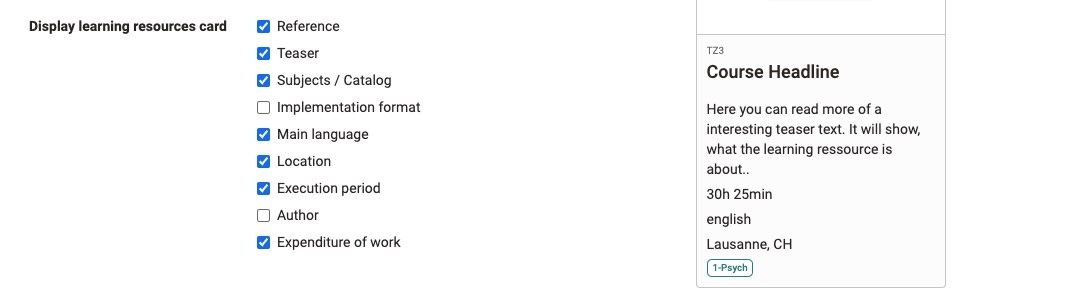 Display learning resources card
Reference
Teaser
Subjects / Catalog
Implementation format
Main language
Location
Execution period
Author
Expenditure of work
TZ3
Course Headline
Here you can read more of a
interesting teaser text. It will show,
what the learning ressource is
about..
30h 25min
english
Lausanne, CH
1-Psych